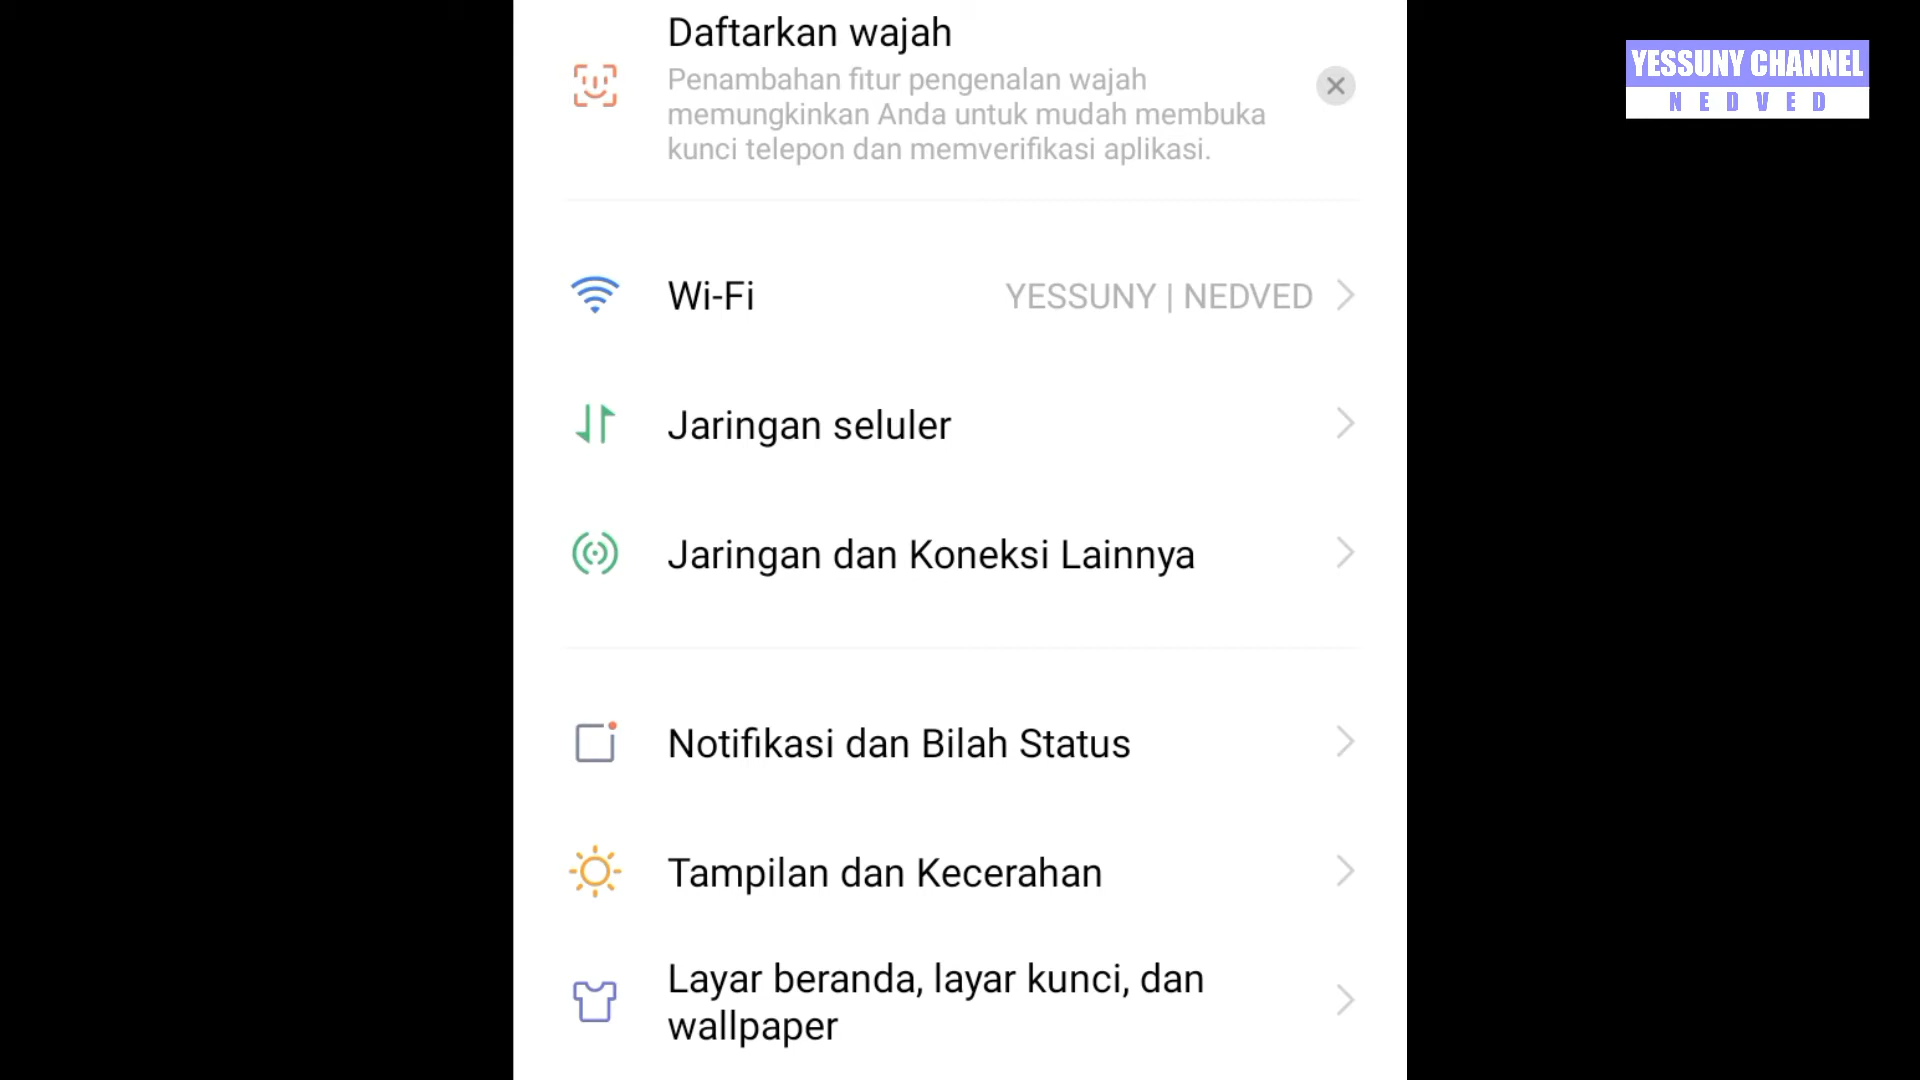 Daftarkan wajah
Penambahan fitur pengenalan wajah
memungkinkan Anda untuk mudah membuka
kunci telepon dan memverifikasi aplikasi.
YESSUNY CHANNEL
NEDVED
Wi-Fi YESSUNY | NEDVED
Jaringan seluler
Jaringan dan Koneksi Lainnya
Notifikasi dan Bilah Status
Tampilan dan Kecerahan
Layar beranda, layar kunci, dan
wallpaper